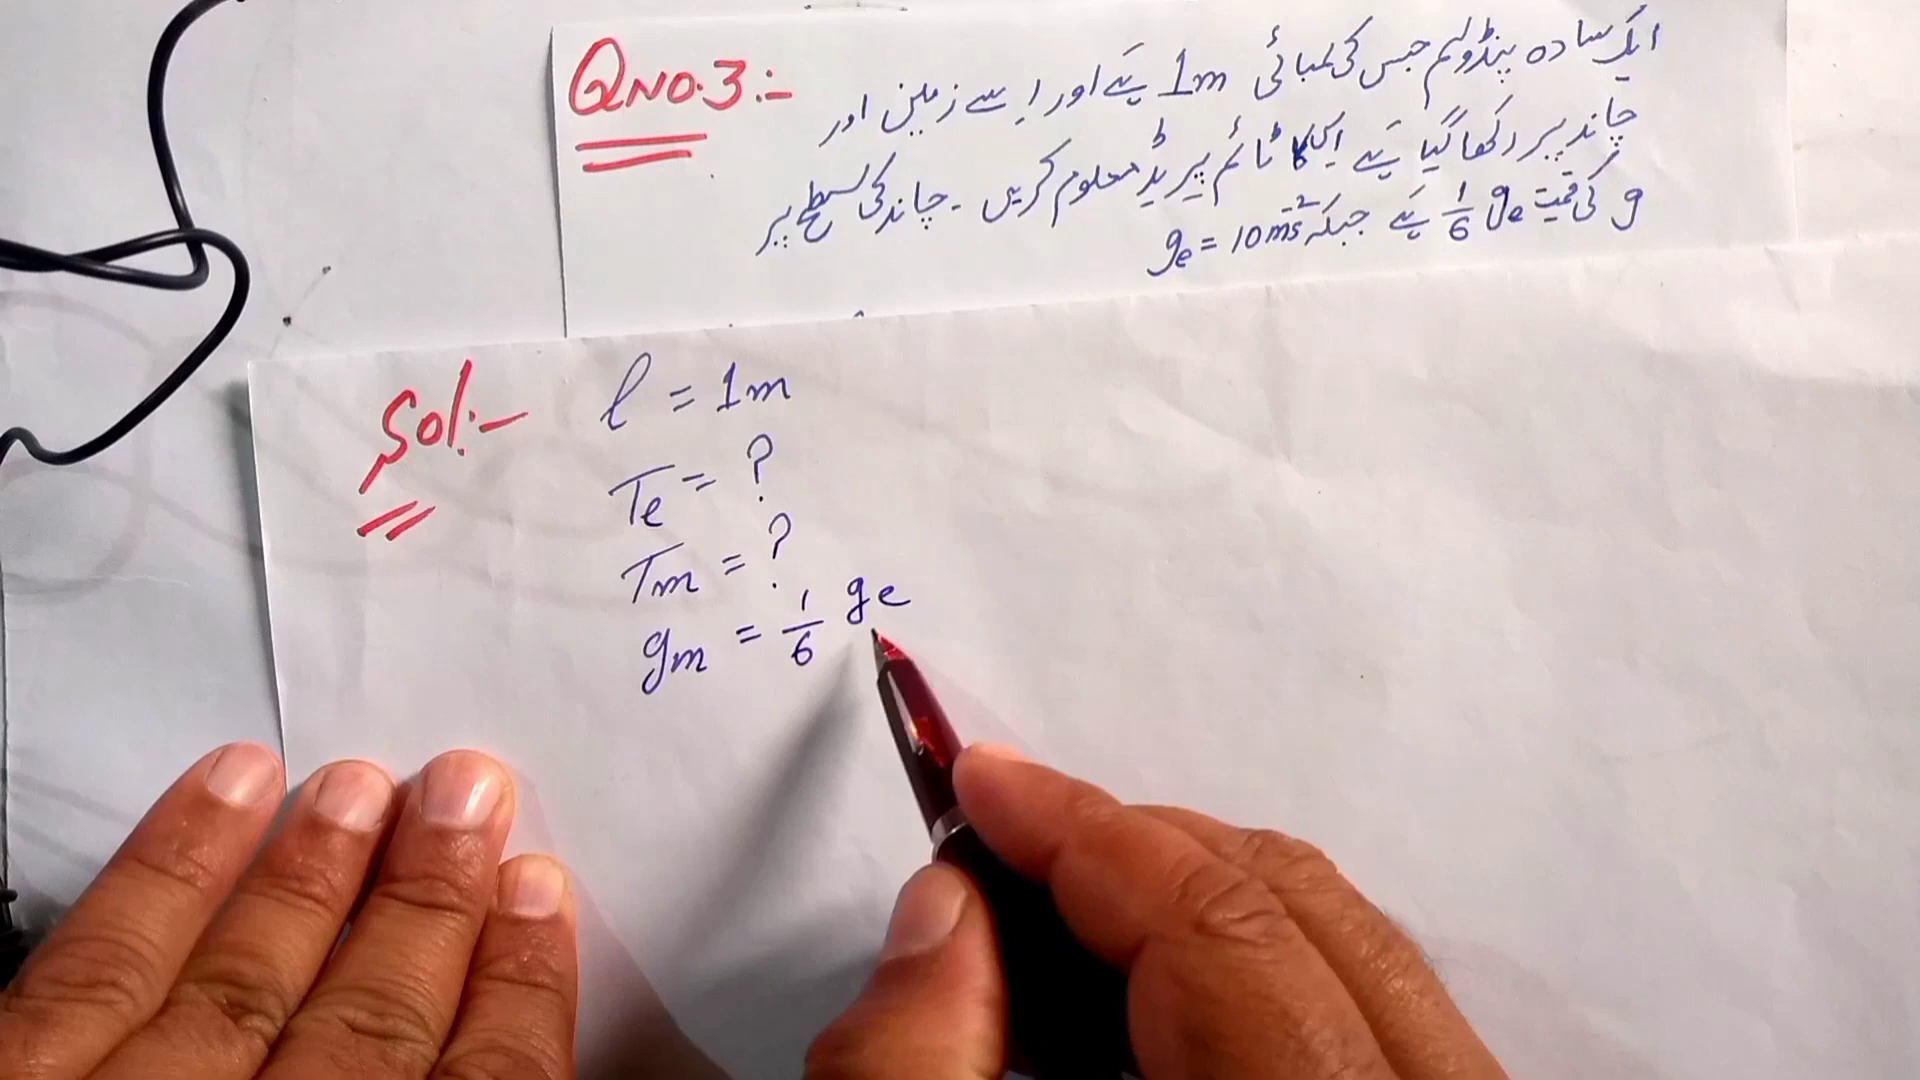 QNO.3:- ایک سادہ پنڈولم جس کی لمبائی 1m ہے اور اسے زمین اور
چاند پر رکھا گیا ہے اسکا ٹائم پیریڈ معلوم کریں ۔ چاند کی سطح پر
g کی قیمت 1/6 ge ہے جبکہ ge = 10ms⁻²
Sol:- l = 1m
Te = ?
Tm = ?
gm = 1/6 ge